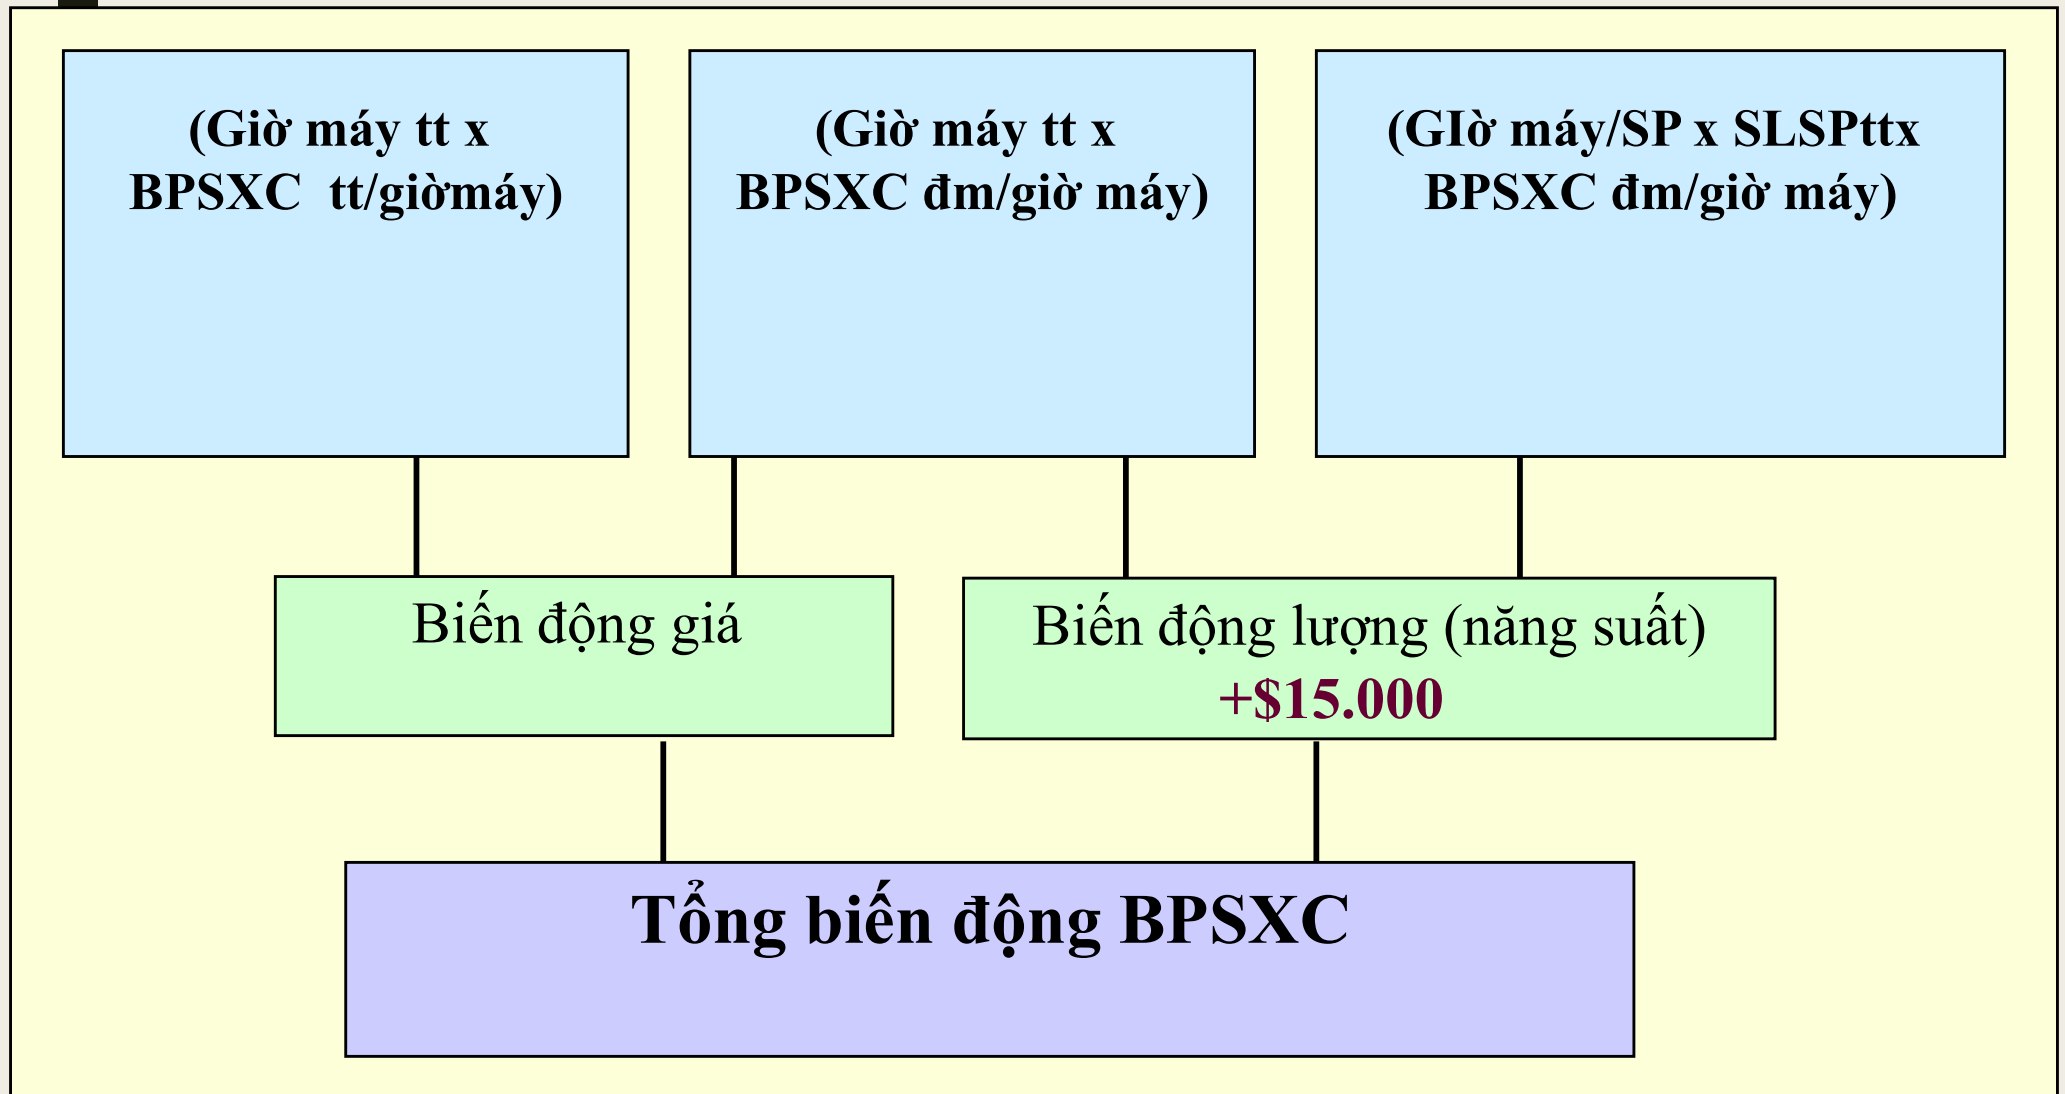 (Giờ máy tt x
BPSXC tt/giờmáy)
(Giờ máy tt x
BPSXC đm/giờ máy)
(GIờ máy/SP x SLSPttx
BPSXC đm/giờ máy)
Biến động giá
Biến động lượng (năng suất)
+$15.000
Tổng biến động BPSXC